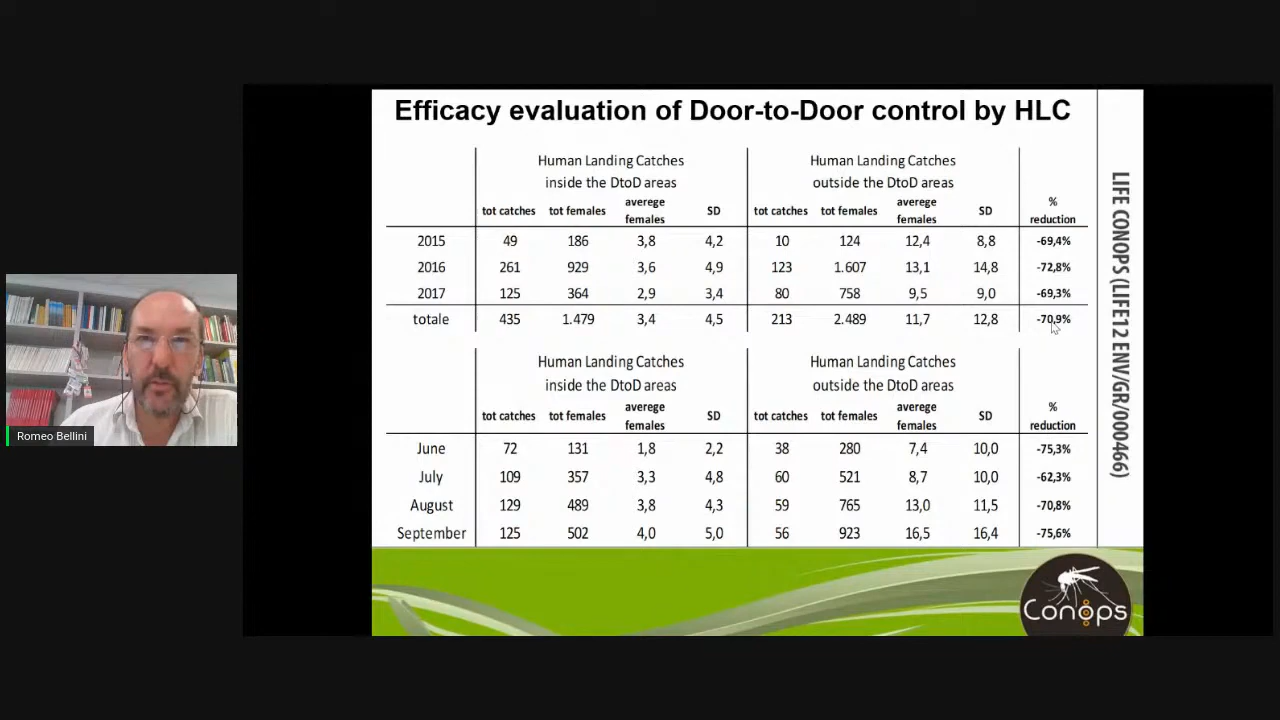 Efficacy evaluation of Door-to-Door control by HLC
Human Landing Catches inside the DtoD areas Human Landing Catches outside the DtoD areas
tot catches tot females averege females SD tot catches tot females averege females SD % reduction
2015 49 186 3,8 4,2 10 124 12,4 8,8 -69,4%
2016 261 929 3,6 4,9 123 1.607 13,1 14,8 -72,8%
2017 125 364 2,9 3,4 80 758 9,5 9,0 -69,3%
totale 435 1.479 3,4 4,5 213 2.489 11,7 12,8 -70,9%
Human Landing Catches inside the DtoD areas Human Landing Catches outside the DtoD areas
tot catches tot females averege females SD tot catches tot females averege females SD % reduction
June 72 131 1,8 2,2 38 280 7,4 10,0 -75,3%
July 109 357 3,3 4,8 60 521 8,7 10,0 -62,3%
August 129 489 3,8 4,3 59 765 13,0 11,5 -70,8%
September 125 502 4,0 5,0 56 923 16,5 16,4 -75,6%
LIFE CONOPS (LIFE12 ENV/GR/000466)
Conops
Romeo Bellini